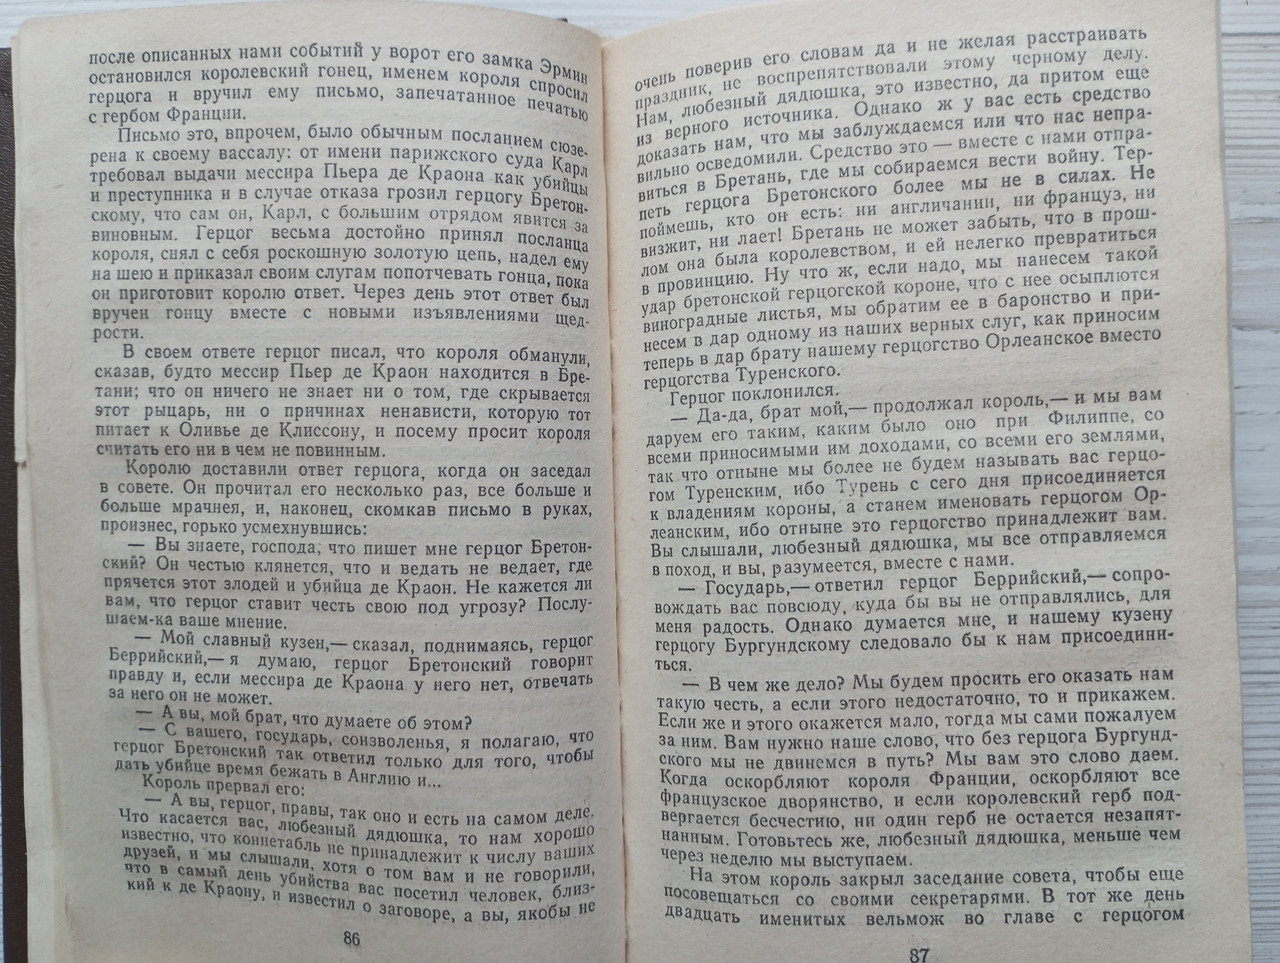 после описанных нами событий у ворот его замка Эрмин
остановился королевский гонец, именем короля спросил
герцога и вручил ему письмо, запечатанное печатью
с гербом Франции.
Письмо это, впрочем, было обычным посланием сюзе-
рена к своему вассалу: от имени парижского суда Карл
требовал выдачи мессира Пьера де Краона как убийцы
и преступника и в случае отказа грозил герцогу Бретон-
скому, что сам он, Карл, с большим отрядом явится за
виновным. Герцог весьма достойно принял посланца
короля, снял с себя роскошную золотую цепь, надел ему
на шею и приказал своим слугам попотчевать гонца, пока
он приготовит королю ответ. Через день этот ответ был
вручен гонцу вместе с новыми изъявлениями щед-
рости.
В своем ответе герцог писал, что короля обманули,
сказав, будто мессир Пьер де Краон находится в Бре-
тани; что он ничего не знает ни о том, где скрывается
этот рыцарь, ни о причинах ненависти, которую тот
питает к Оливье де Клиссону, и посему просит короля
считать его ни в чем не повинным.
Королю доставили ответ герцога, когда он заседал
в совете. Он прочитал его несколько раз, все больше и
больше мрачнея, и, наконец, скомкав письмо в руках,
произнес, горько усмехнувшись:
— Вы знаете, господа, что пишет мне герцог Бретон-
ский? Он честью клянется, что и ведать не ведает, где
прячется этот злодей и убийца де Краон. Не кажется ли
вам, что герцог ставит честь свою под угрозу? Послу-
шаем-ка ваше мнение.
— Мой славный кузен,— сказал, поднимаясь, герцог
Беррийский,— я думаю, герцог Бретонский говорит
правду и, если мессира де Краона у него нет, отвечать
за него он не может.
— А вы, мой брат, что думаете об этом?
— С вашего, государь, соизволенья, я полагаю, что
герцог Бретонский так ответил только для того, чтобы
дать убийце время бежать в Англию и...
Король прервал его:
— А вы, герцог, правы, так оно и есть на самом деле.
Что касается вас, любезный дядюшка, то нам хорошо
известно, что коннетабль не принадлежит к числу ваших
друзей, и мы слышали, хотя о том вам и не говорили,
что в самый день убийства вас посетил человек, близ-
кий к де Краону, и известил о заговоре, а вы, якобы не
86
очень поверив его словам да и не желая расстраивать
праздник, не воспрепятствовали этому черному делу.
Нам, любезный дядюшка, это известно, да притом еще
из верного источника. Однако ж у вас есть средство
доказать нам, что мы заблуждаемся или что нас непра-
вильно осведомили. Средство это — вместе с нами отпра-
виться в Бретань, где мы собираемся вести войну. Тер-
петь герцога Бретонского более мы не в силах. Не
поймешь, кто он есть: ни англичанин, ни француз, ни
визжит, ни лает! Бретань не может забыть, что в прош-
лом она была королевством, и ей нелегко превратиться
в провинцию. Ну что ж, если надо, мы нанесем такой
удар бретонской герцогской короне, что с нее осыплются
виноградные листья, мы обратим ее в баронство и при-
несем в дар одному из наших верных слуг, как приносим
теперь в дар брату нашему герцогство Орлеанское вместо
герцогства Туренского.
Герцог поклонился.
— Да-да, брат мой,— продолжал король,— и мы вам
даруем его таким, каким было оно при Филиппе, со
всеми приносимыми им доходами, со всеми его землями,
так что отныне мы более не будем называть вас герцо-
гом Туренским, ибо Турень с сего дня присоединяется
к владениям короны, а станем именовать герцогом Ор-
леанским, ибо отныне это герцогство принадлежит вам.
Вы слышали, любезный дядюшка, мы все отправляемся
в поход, и вы, разумеется, вместе с нами.
— Государь,— ответил герцог Беррийский,— сопро-
вождать вас повсюду, куда бы вы не отправлялись, для
меня радость. Однако думается мне, и нашему кузену
герцогу Бургундскому следовало бы к нам присоедини-
ться.
— В чем же дело? Мы будем просить его оказать нам
такую честь, а если этого недостаточно, то и прикажем.
Если же и этого окажется мало, тогда мы сами пожалуем
за ним. Вам нужно наше слово, что без герцога Бургунд-
ского мы не двинемся в путь? Мы вам это слово даем.
Когда оскорбляют короля Франции, оскорбляют все
французское дворянство, и если королевский герб под-
вергается бесчестию, ни один герб не остается незапят-
нанным. Готовьтесь же, любезный дядюшка, меньше чем
через неделю мы выступаем.
На этом король закрыл заседание совета, чтобы еще
посовещаться со своими секретарями. В тот же день
двадцать именитых вельмож во главе с герцогом
87